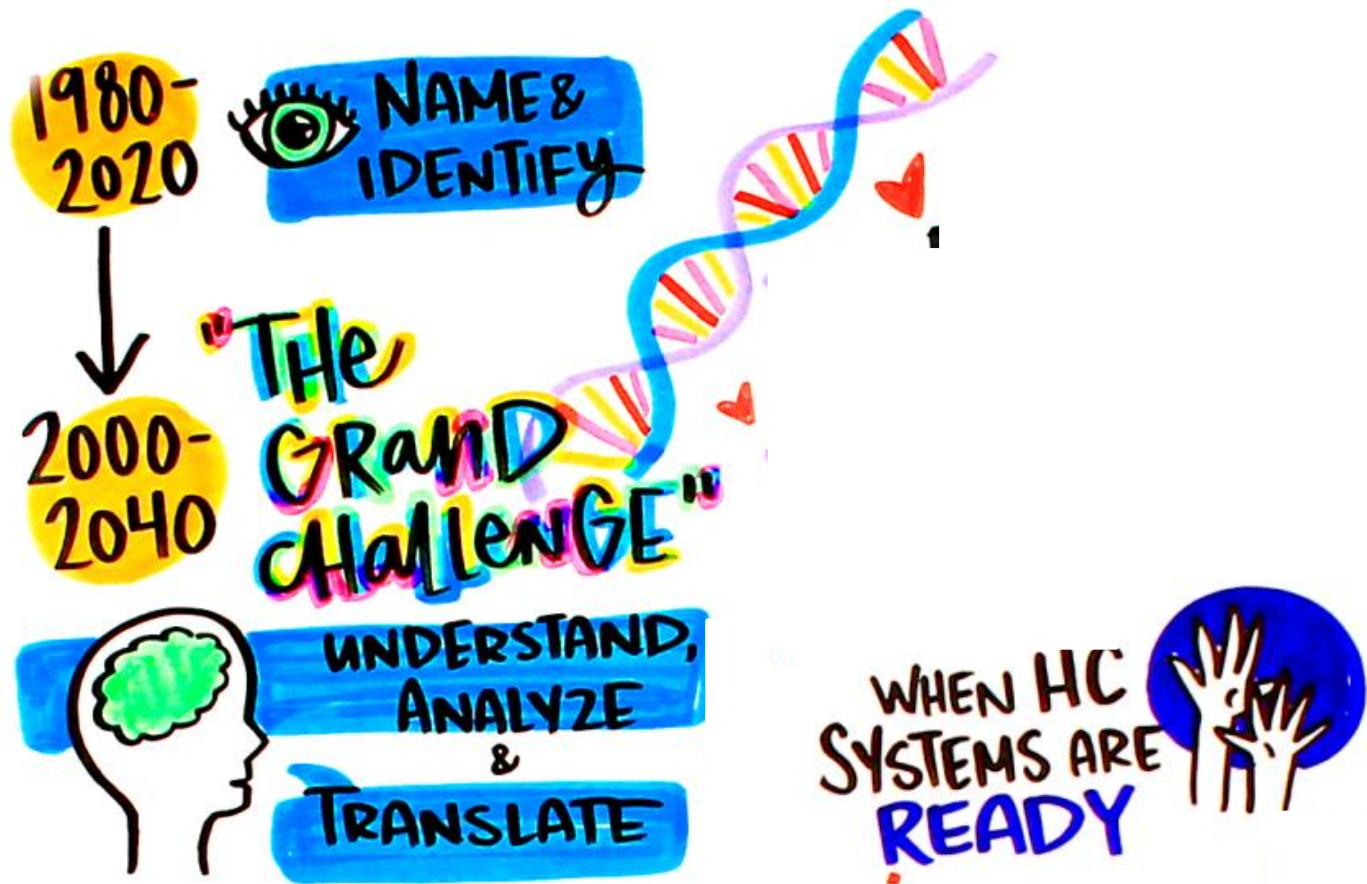 1980-
2020
NAME &
IDENTIFY
2000-
2040
"THE
GRAND
CHALLENGE"
UNDERSTAND,
ANALYZE
&
TRANSLATE
WHEN HC
SYSTEMS ARE
READY